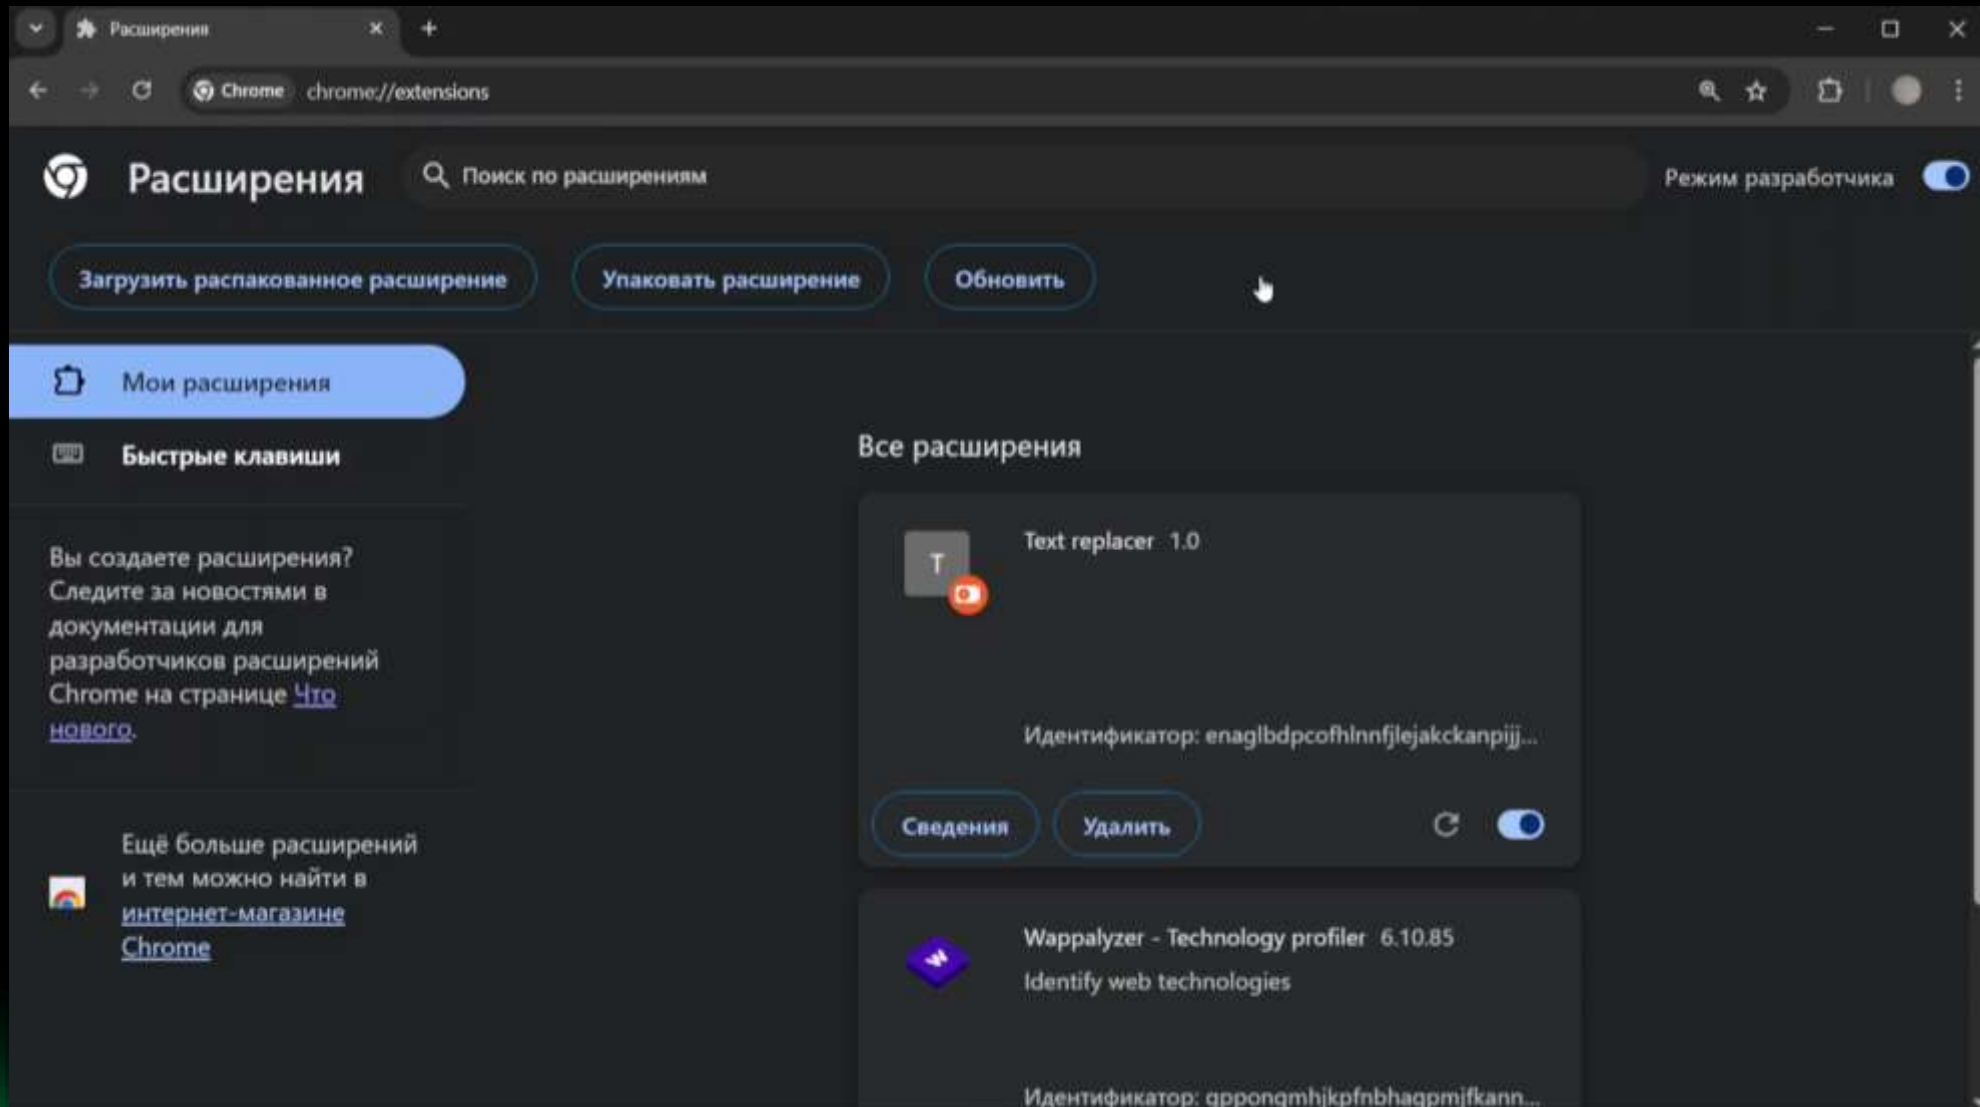 Расширения
Chrome chrome://extensions
Расширения
Поиск по расширениям
Режим разработчика
Загрузить распакованное расширение
Упаковать расширение
Обновить
Мои расширения
Быстрые клавиши
Вы создаете расширения?
Следите за новостями в
документации для
разработчиков расширений
Chrome на странице Что
нового.
Ещё больше расширений
и тем можно найти в
интернет-магазине
Chrome
Все расширения
T
Text replacer 1.0
Идентификатор: enaglbdpcofhlnnfjlejakckanpijj...
Сведения
Удалить
Wappalyzer - Technology profiler 6.10.85
Identify web technologies
Идентификатор: gppongmhjkpfnbhagpmjfkann...